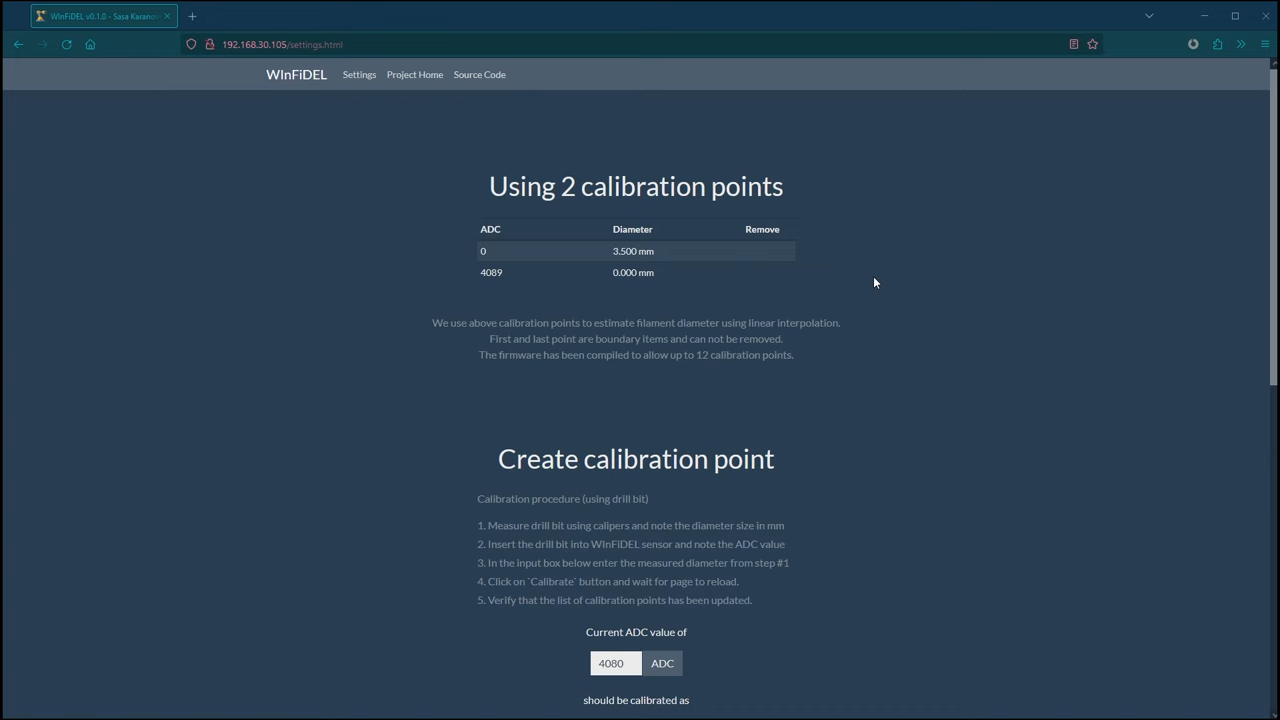 WInFiDEL v0.1.0 - Sasa Karanov
192.168.30.105/settings.html
WInFiDEL Settings Project Home Source Code
Using 2 calibration points
ADC Diameter Remove
0 3.500 mm
4089 0.000 mm
We use above calibration points to estimate filament diameter using linear interpolation.
First and last point are boundary items and can not be removed.
The firmware has been compiled to allow up to 12 calibration points.
Create calibration point
Calibration procedure (using drill bit)
1. Measure drill bit using calipers and note the diameter size in mm
2. Insert the drill bit into WInFiDEL sensor and note the ADC value
3. In the input box below enter the measured diameter from step #1
4. Click on `Calibrate` button and wait for page to reload.
5. Verify that the list of calibration points has been updated.
Current ADC value of
4080 ADC
should be calibrated as